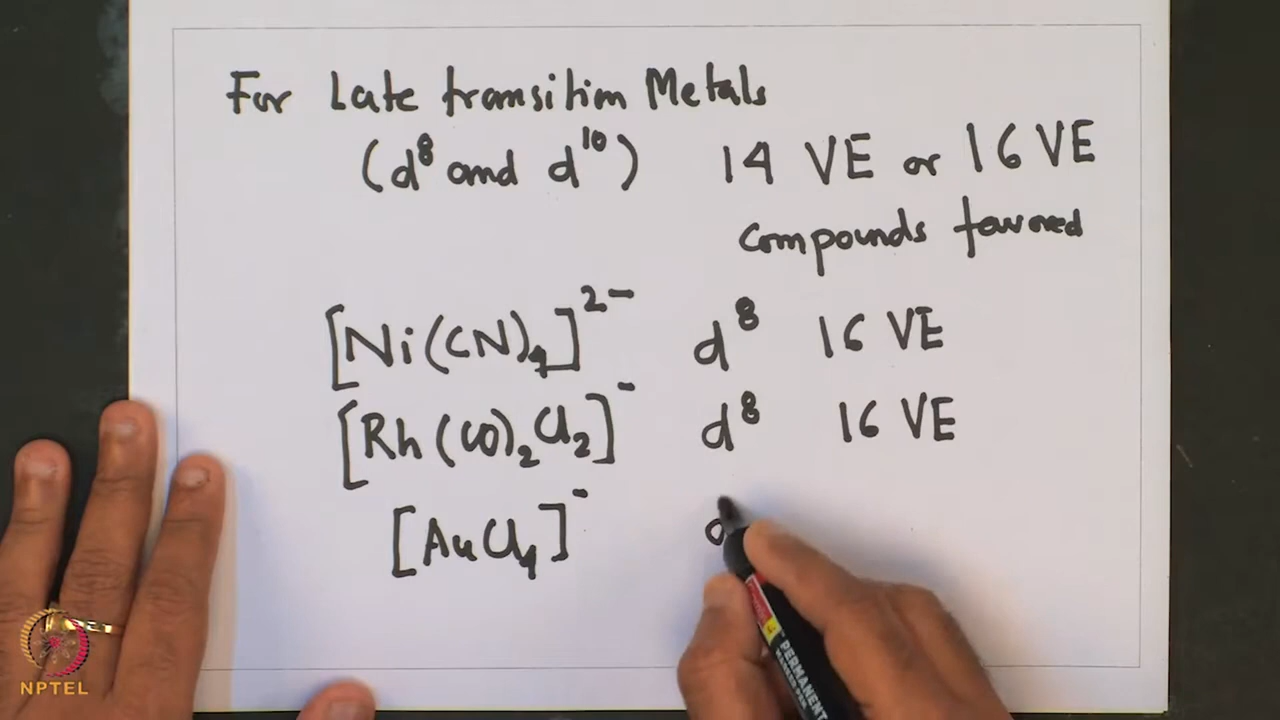 For Late transition Metals
(d⁸ and d¹⁰) 14 VE or 16 VE
compounds favored
[Ni(CN)₄]²⁻ d⁸ 16 VE
[Rh(CO)₂Cl₂]⁻ d⁸ 16 VE
[AuCl₄]⁻ d
PERMANENT
NPTEL